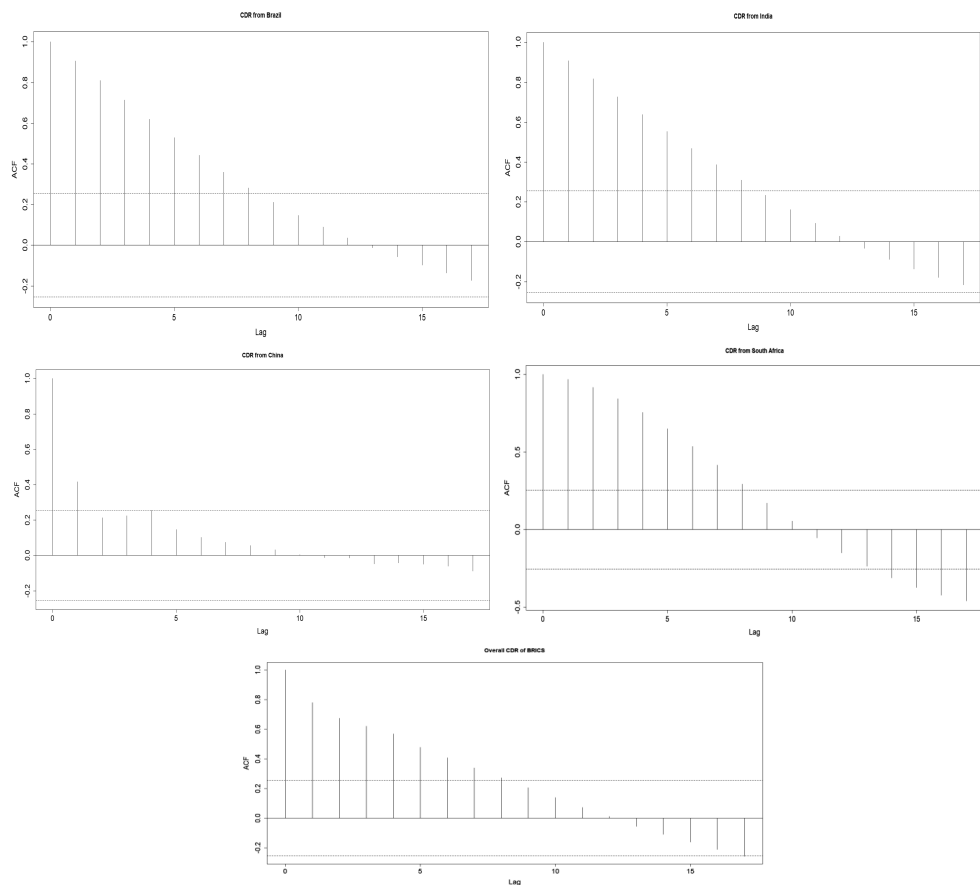 CDR from Brazil
ACF
1.0
0.8
0.6
0.4
0.2
0.0
-0.2
0 5 10 15
Lag
CDR from India
ACF
1.0
0.8
0.6
0.4
0.2
0.0
-0.2
0 5 10 15
Lag
CDR from China
ACF
1.0
0.8
0.6
0.4
0.2
0.0
-0.2
0 5 10 15
Lag
CDR from South Africa
ACF
1.0
0.5
0.0
-0.5
0 5 10 15
Lag
Overall CDR of BRICS
ACF
1.0
0.8
0.6
0.4
0.2
0.0
-0.2
0 5 10 15
Lag